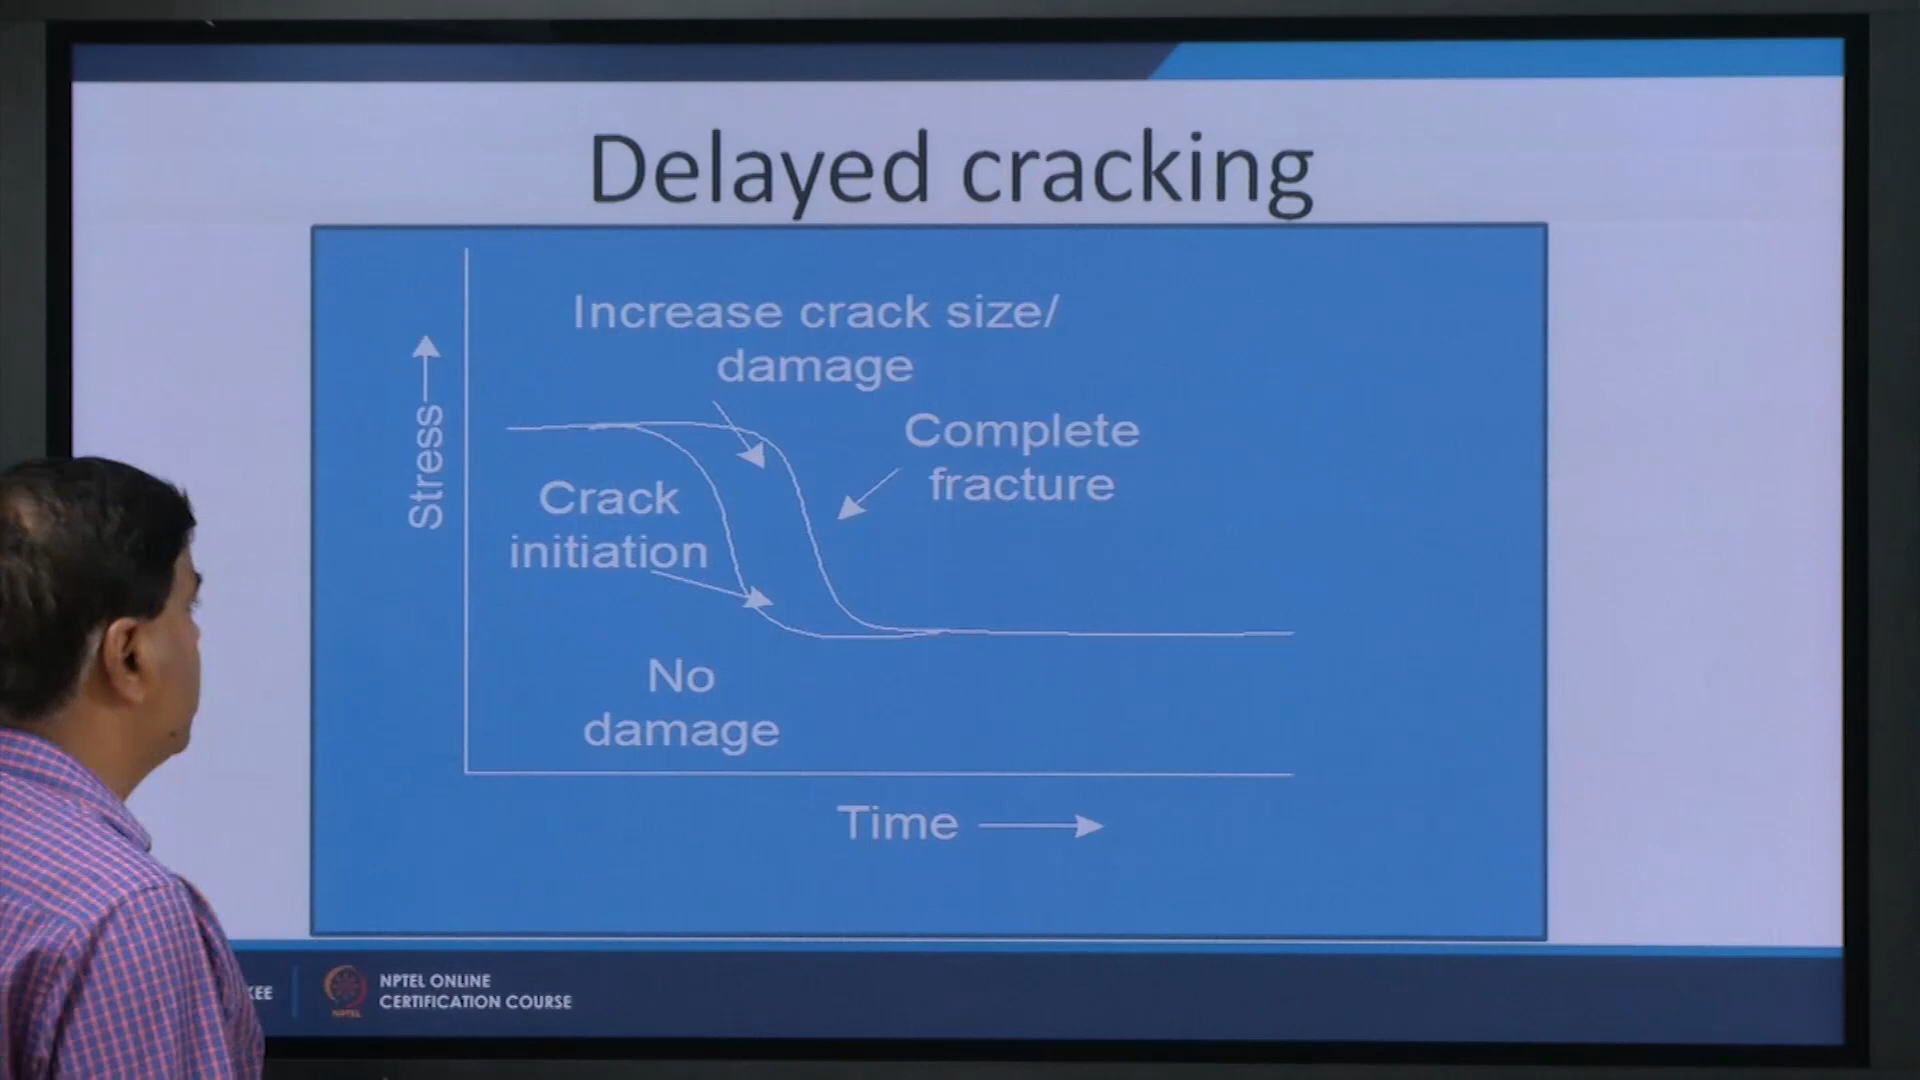 Delayed cracking
Increase crack size/
damage
Complete
fracture
Stress
Crack
initiation
No
damage
Time
KEE
NPTEL ONLINE
CERTIFICATION COURSE
NPTEL